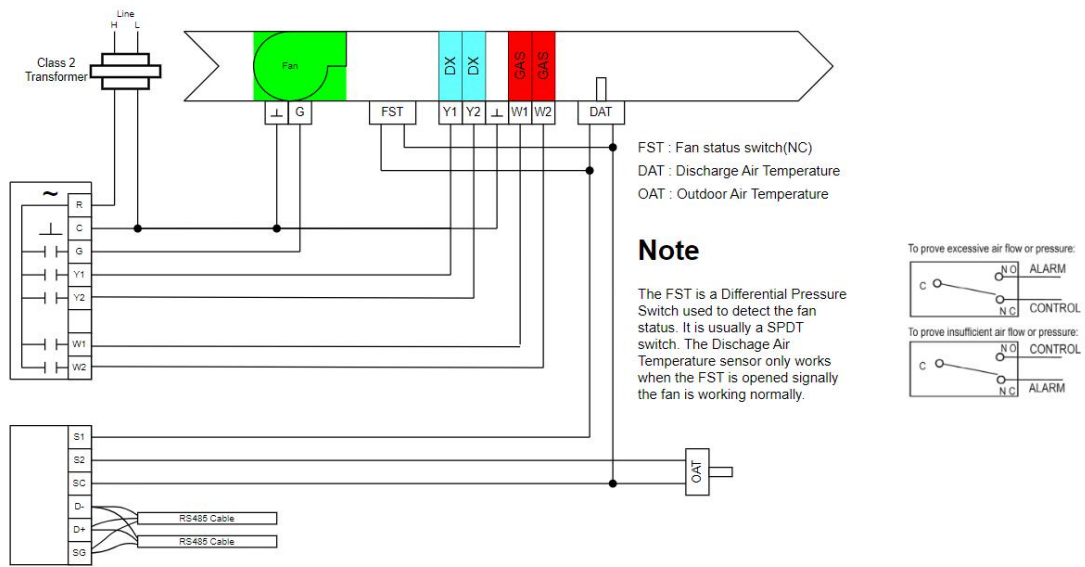 Line
H L
Class 2
Transformer
Fan
DX
DX
GAS
GAS
G
FST
Y1
Y2
W1
W2
DAT
FST : Fan status switch(NC)
DAT : Discharge Air Temperature
OAT : Outdoor Air Temperature
~
R
C
G
Y1
Y2
W1
W2
Note
The FST is a Differential Pressure
Switch used to detect the fan
status. It is usually a SPDT
switch. The Dischage Air
Temperature sensor only works
when the FST is opened signally
the fan is working normally.
To prove excessive air flow or pressure:
C
N O
ALARM
N C
CONTROL
To prove insufficient air flow or pressure:
C
N O
CONTROL
N C
ALARM
S1
S2
SC
D-
D+
SG
RS485 Cable
RS485 Cable
OAT